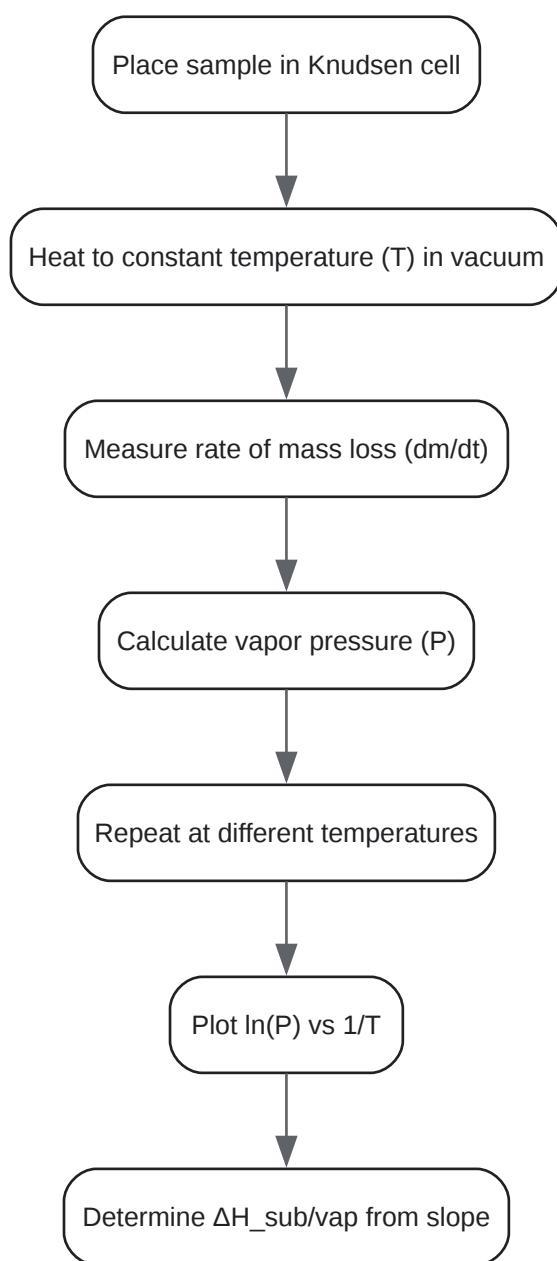 Place sample in Knudsen cell
Heat to constant temperature (T) in vacuum
Measure rate of mass loss (dm/dt)
Calculate vapor pressure (P)
Repeat at different temperatures
Plot ln(P) vs 1/T
Determine ΔH_sub/vap from slope